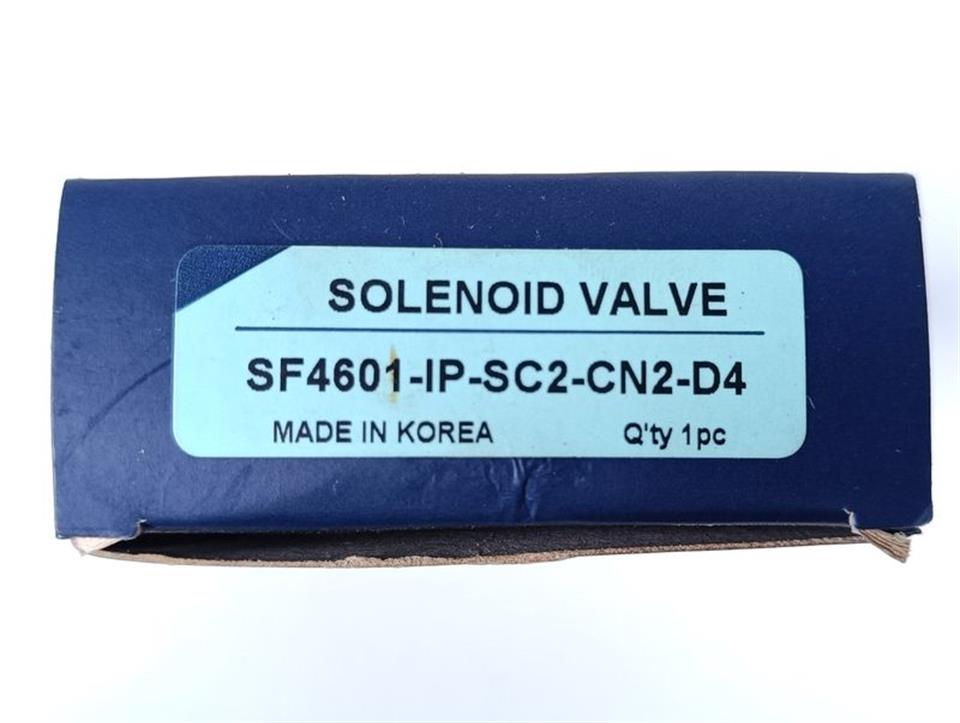 SOLENOID VALVE
SF4601-IP-SC2-CN2-D4
MADE IN KOREA Q'ty 1pc